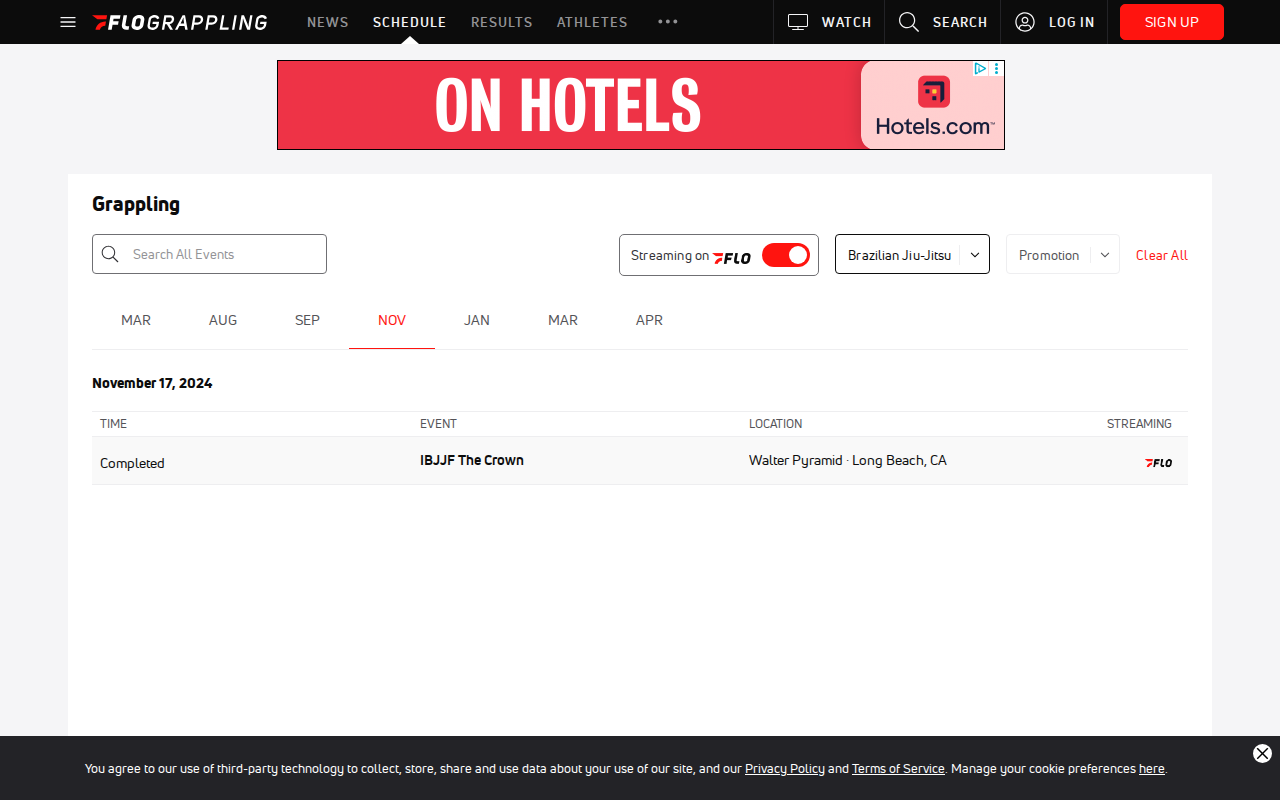 FLOGRAPPLING NEWS SCHEDULE RESULTS ATHLETES WATCH SEARCH LOG IN SIGN UP
ON HOTELS
Hotels.com™
Grappling
Search All Events
Streaming on FLO
Brazilian Jiu-Jitsu
Promotion
Clear All
MAR AUG SEP NOV JAN MAR APR
November 17, 2024
TIME EVENT LOCATION STREAMING
Completed IBJJF The Crown Walter Pyramid · Long Beach, CA FLO
You agree to our use of third-party technology to collect, store, share and use data about your use of our site, and our Privacy Policy and Terms of Service. Manage your cookie preferences here.